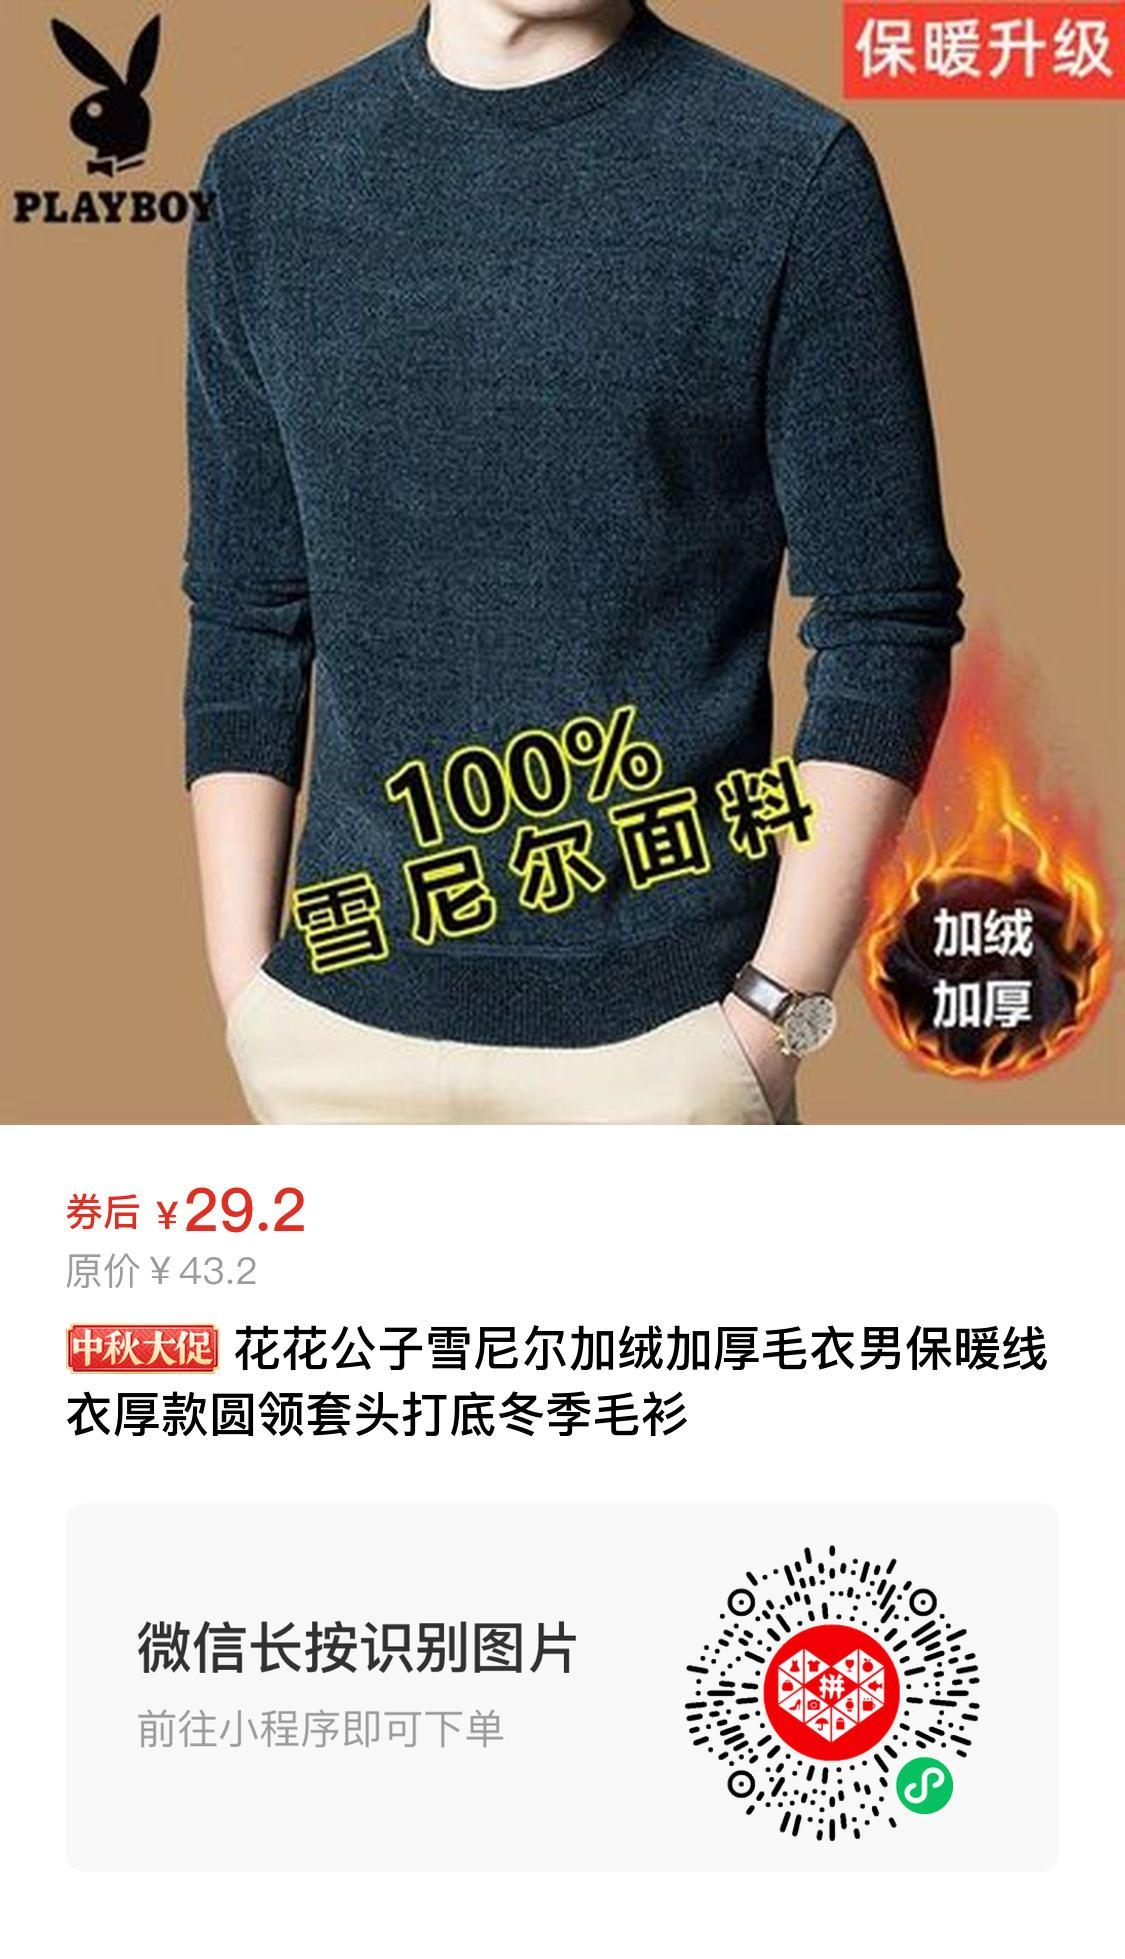 PLAYBOY
保暖升级
100%
雪尼尔面料
加绒
加厚
券后 ¥29.2
原价 ¥43.2
中秋大促 花花公子雪尼尔加绒加厚毛衣男保暖线
衣厚款圆领套头打底冬季毛衫
微信长按识别图片
前往小程序即可下单
拼